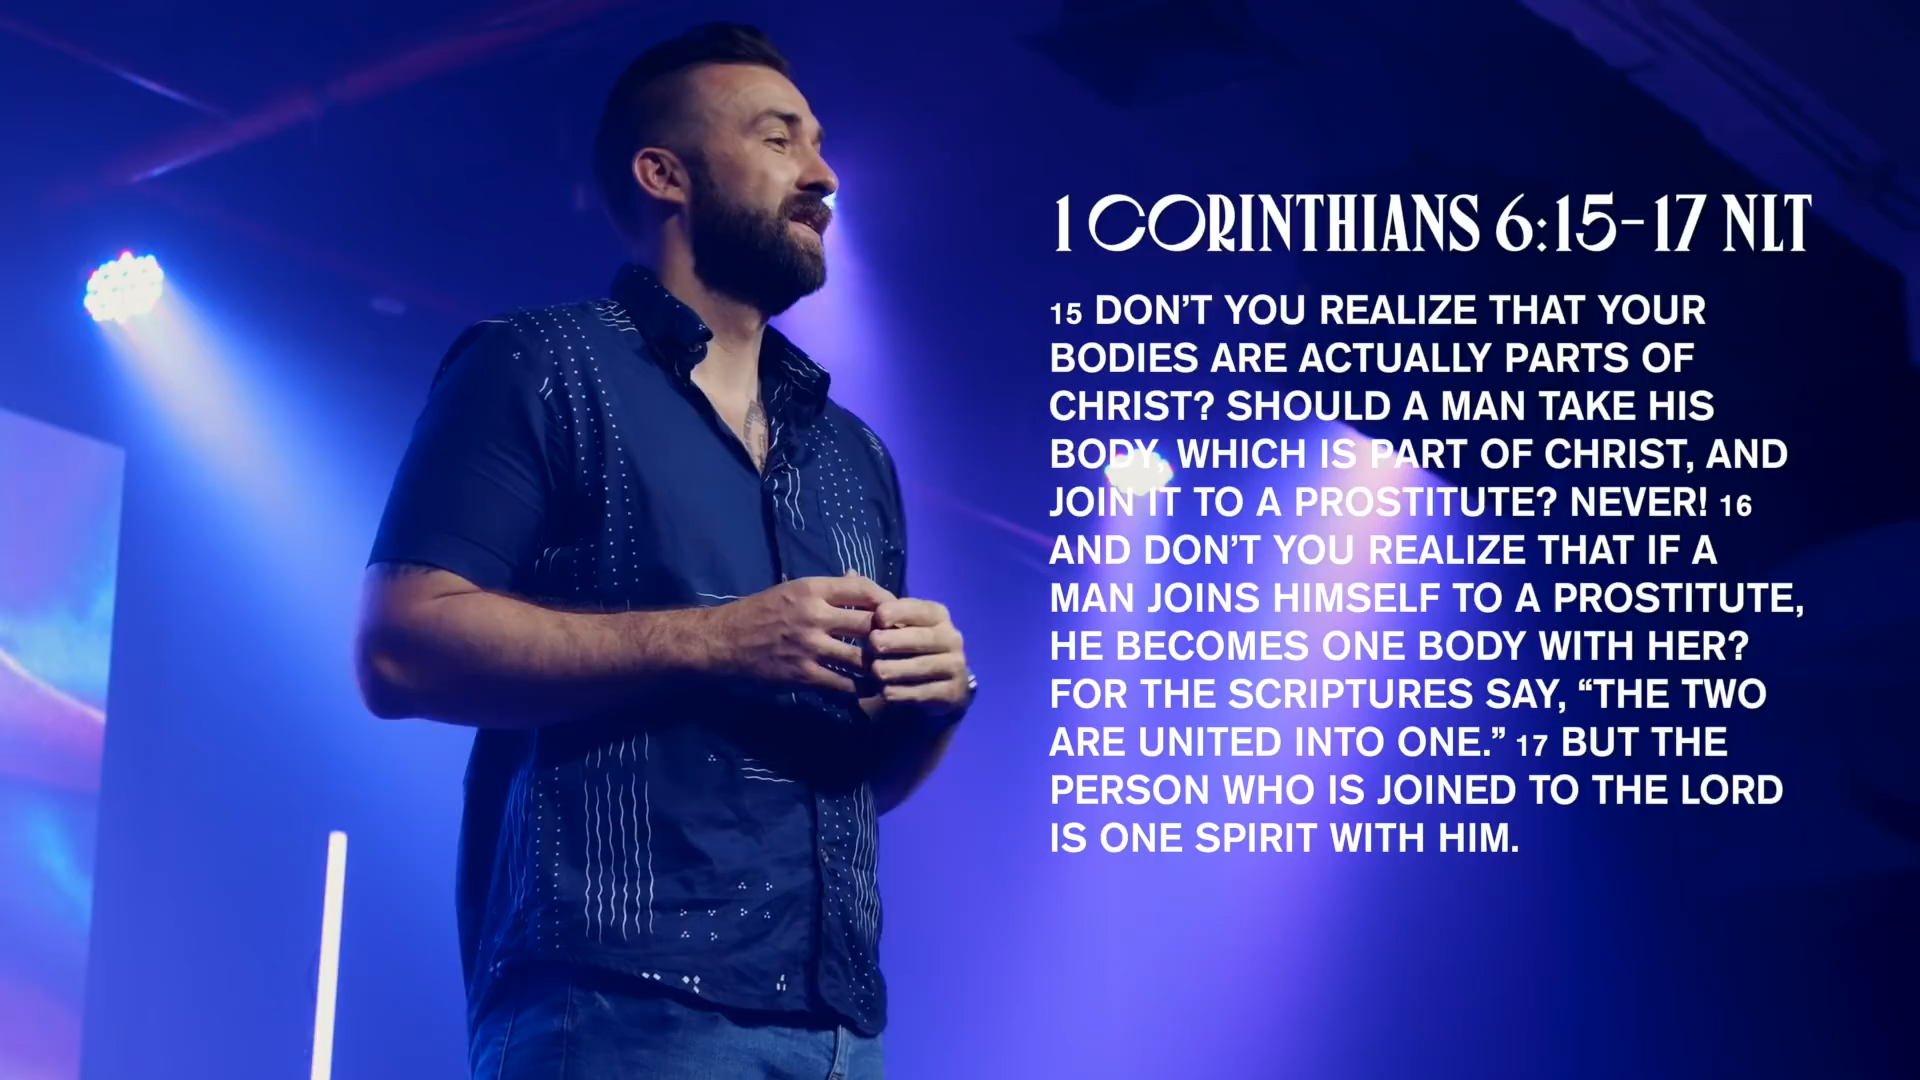 1 CORINTHIANS 6:15-17 NLT
15 DON'T YOU REALIZE THAT YOUR
BODIES ARE ACTUALLY PARTS OF
CHRIST? SHOULD A MAN TAKE HIS
BODY, WHICH IS PART OF CHRIST, AND
JOIN IT TO A PROSTITUTE? NEVER! 16
AND DON'T YOU REALIZE THAT IF A
MAN JOINS HIMSELF TO A PROSTITUTE,
HE BECOMES ONE BODY WITH HER?
FOR THE SCRIPTURES SAY, “THE TWO
ARE UNITED INTO ONE.” 17 BUT THE
PERSON WHO IS JOINED TO THE LORD
IS ONE SPIRIT WITH HIM.